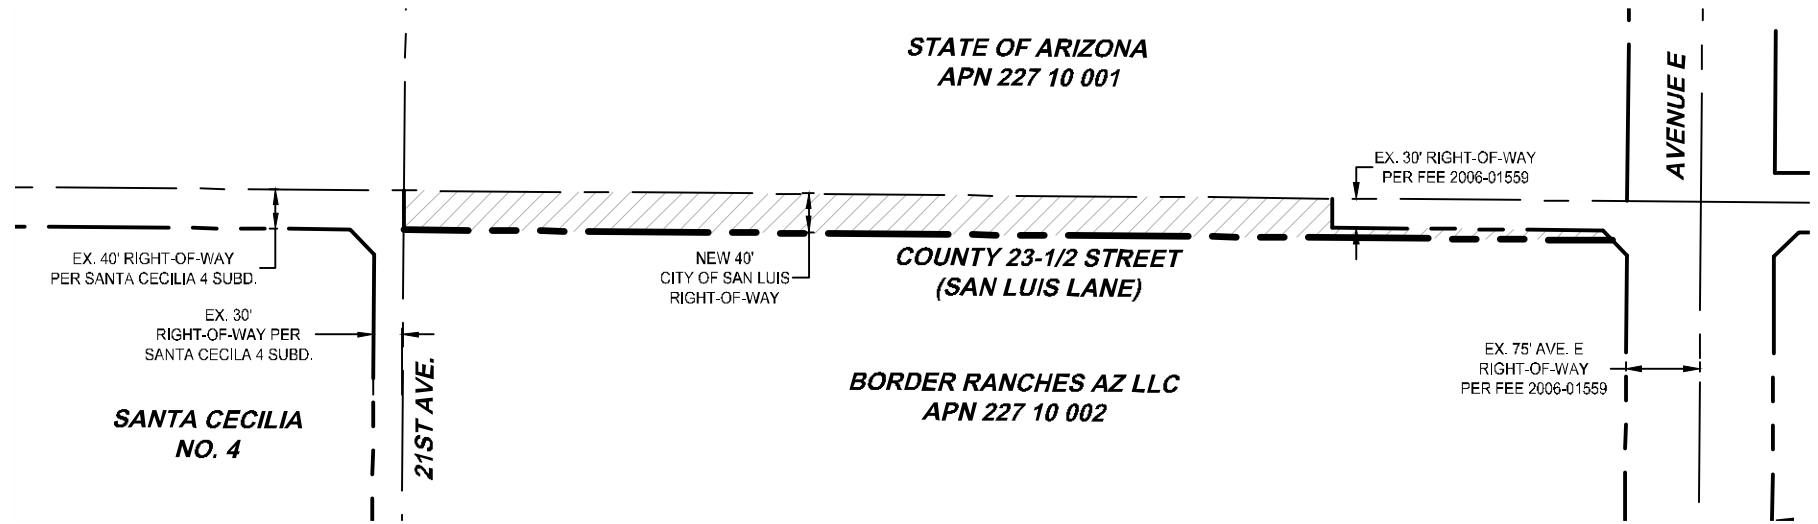 STATE OF ARIZONA
APN 227 10 001
AVENUE E
EX. 30' RIGHT-OF-WAY
PER FEE 2006-01559
EX. 40' RIGHT-OF-WAY
PER SANTA CECILIA 4 SUBD.
NEW 40'
CITY OF SAN LUIS
RIGHT-OF-WAY
COUNTY 23-1/2 STREET
(SAN LUIS LANE)
EX. 30'
RIGHT-OF-WAY PER
SANTA CECILA 4 SUBD.
EX. 75' AVE. E
RIGHT-OF-WAY
PER FEE 2006-01559
21ST AVE.
BORDER RANCHES AZ LLC
APN 227 10 002
SANTA CECILIA
NO. 4